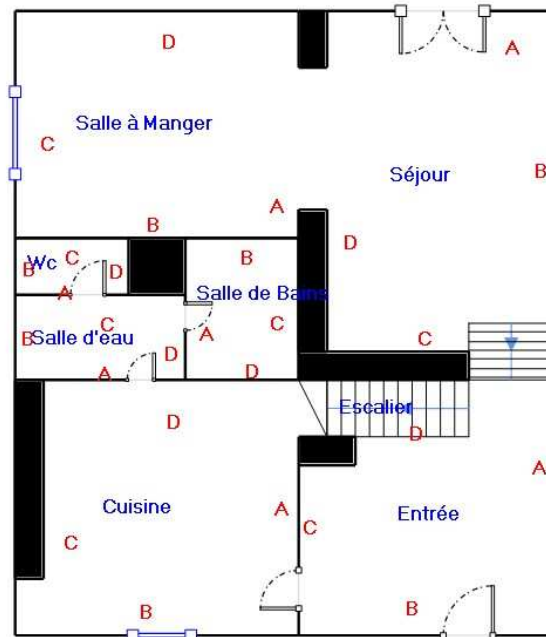 D
A
Salle à Manger
C
B
Séjour
A
B
D
B
Wc
C
B
D
B
A
Salle de Bains
C
C
Salle d'eau
B
D
A
C
A
D
Escalier
D
D
A
Cuisine
A
Entrée
C
C
B
B